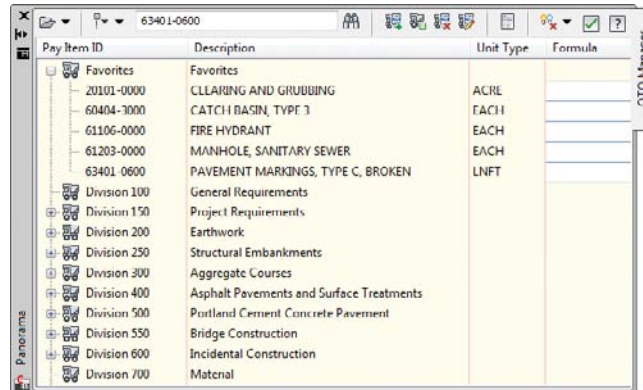 63401-0600
Pay Item ID Description Unit Type Formula
Favorites Favorites
20101-0000 CLEARING AND GRUBBING ACRE
60404-3000 CATCH BASIN, TYPE 3 EACH
61106-0000 FIRE HYDRANT EACH
61203-0000 MANHOLE, SANITARY SEWER EACH
63401-0600 PAVEMENT MARKINGS, TYPE C, BROKEN LNFT
Division 100 General Requirements
Division 150 Project Requirements
Division 200 Earthwork
Division 250 Structural Embankments
Division 300 Aggregate Courses
Division 400 Asphalt Pavements and Surface Treatments
Division 500 Portland Cement Concrete Pavement
Division 550 Bridge Construction
Division 600 Incidental Construction
Division 700 Material
Panorama
QTO Manager